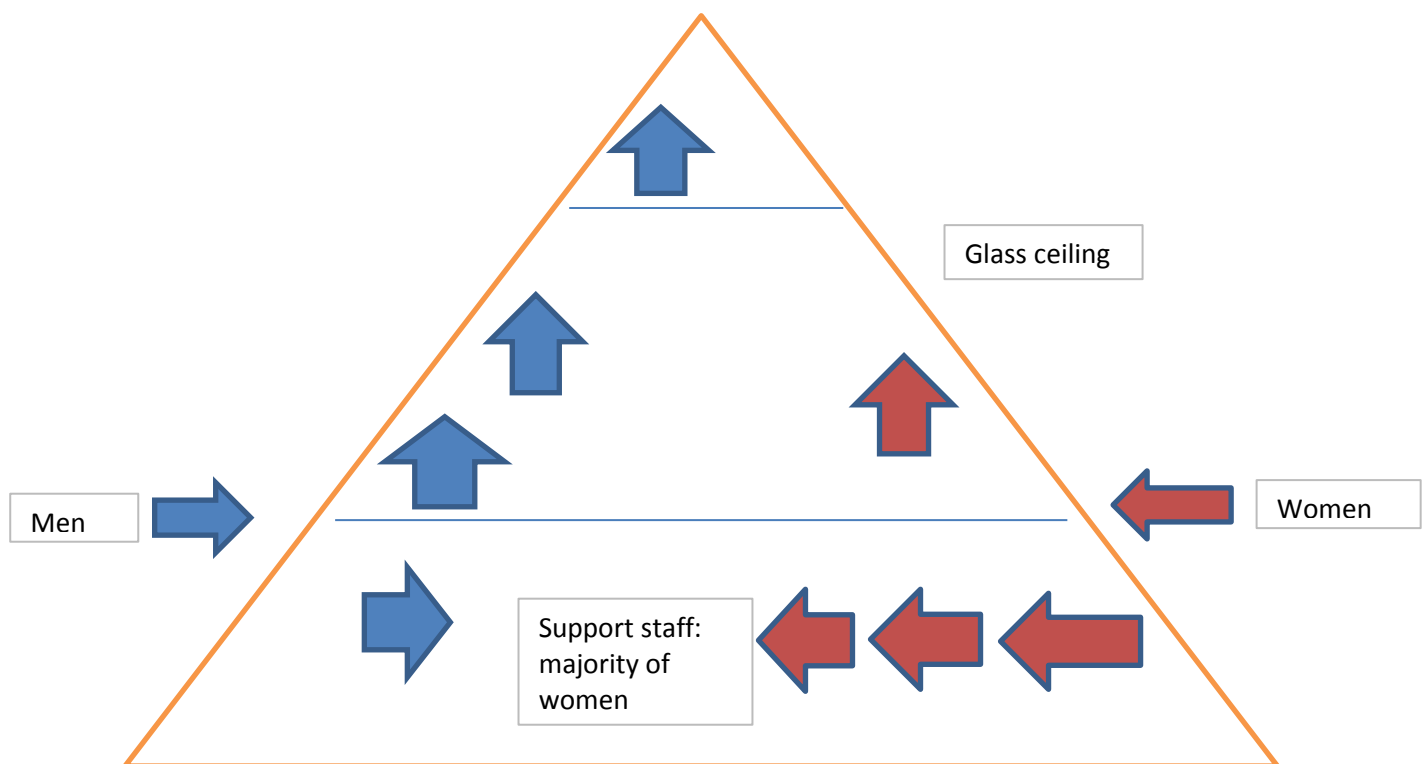 Glass ceiling
Men
Women
Support staff:
majority of
women